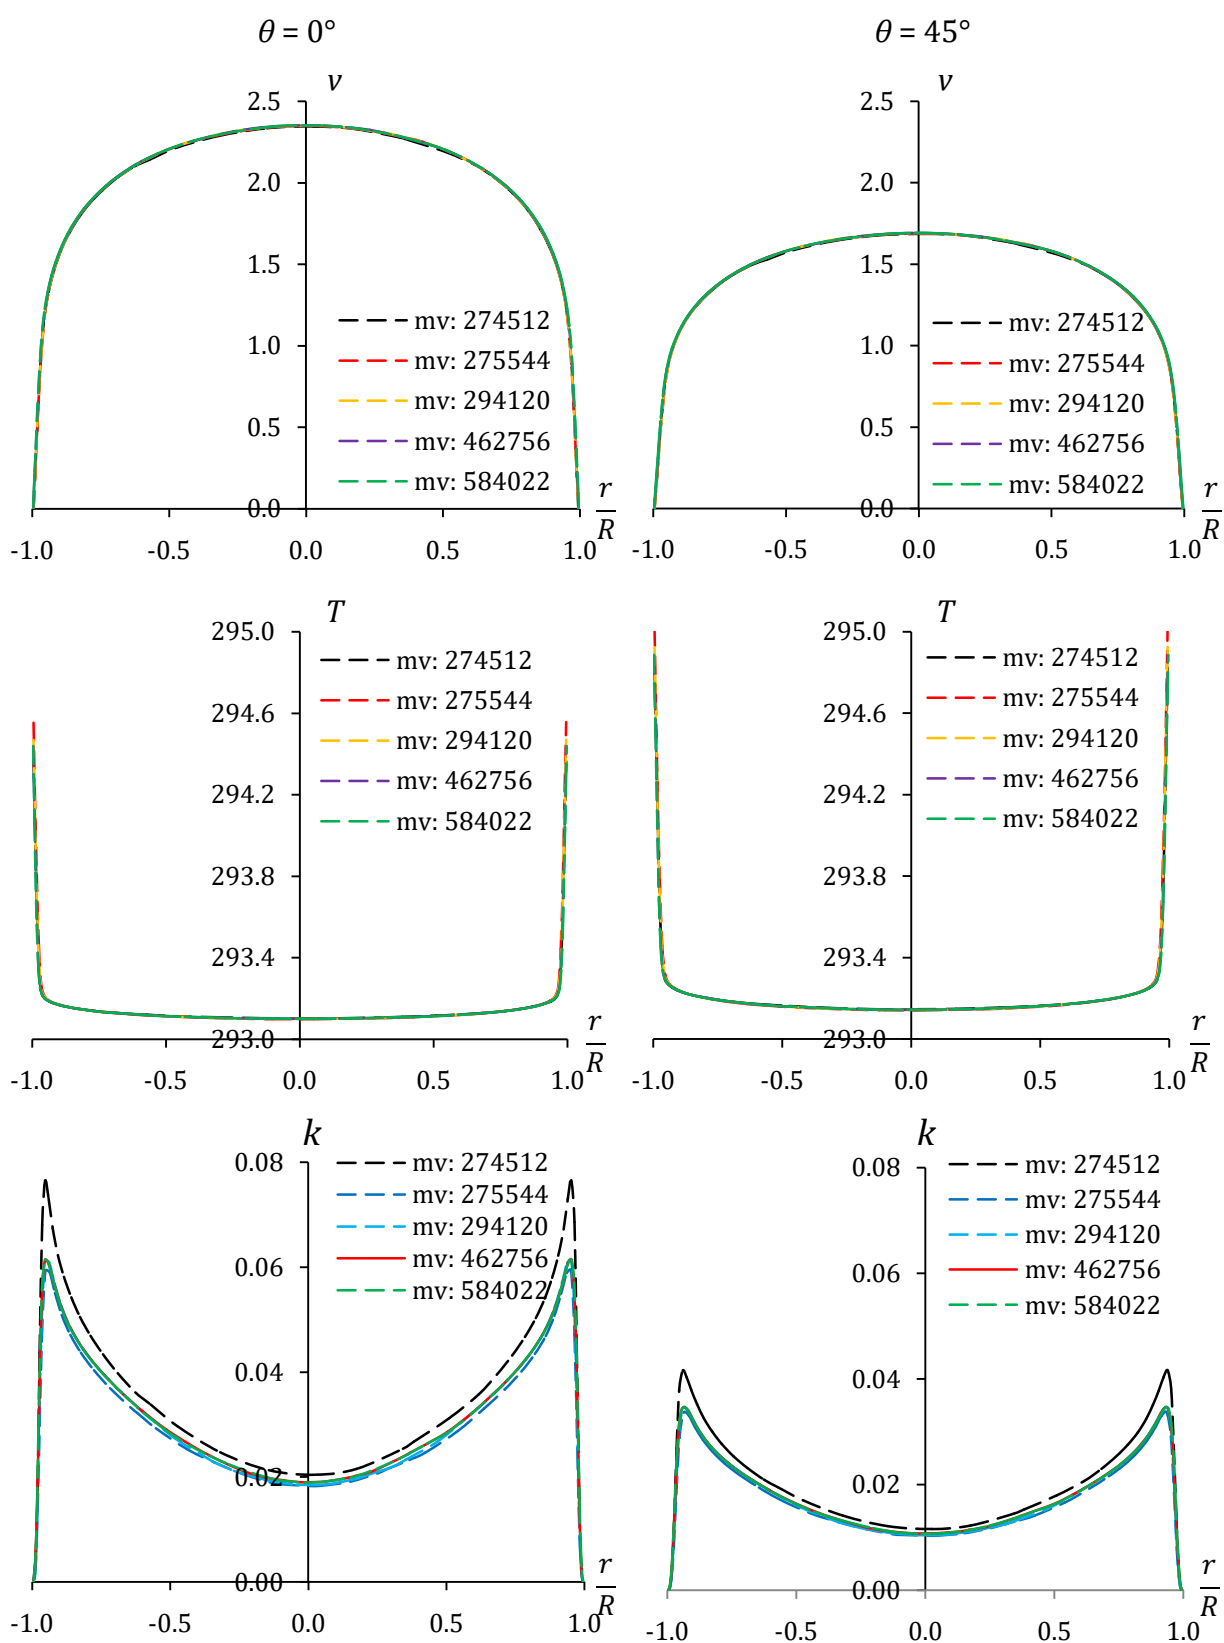 θ = 0°
θ = 45°
v
2.5
2.0
1.5
1.0
0.5
0.0
mv: 274512
mv: 275544
mv: 294120
mv: 462756
mv: 584022
r
R
-1.0 -0.5 0.0 0.5 1.0
v
2.5
2.0
1.5
1.0
0.5
0.0
mv: 274512
mv: 275544
mv: 294120
mv: 462756
mv: 584022
r
R
-1.0 -0.5 0.0 0.5 1.0
T
295.0
294.6
294.2
293.8
293.4
293.0
mv: 274512
mv: 275544
mv: 294120
mv: 462756
mv: 584022
r
R
-1.0 -0.5 0.0 0.5 1.0
T
295.0
294.6
294.2
293.8
293.4
293.0
mv: 274512
mv: 275544
mv: 294120
mv: 462756
mv: 584022
r
R
-1.0 -0.5 0.0 0.5 1.0
k
0.08
0.06
0.04
0.02
0.00
mv: 274512
mv: 275544
mv: 294120
mv: 462756
mv: 584022
r
R
-1.0 -0.5 0.0 0.5 1.0
k
0.08
0.06
0.04
0.02
0.00
mv: 274512
mv: 275544
mv: 294120
mv: 462756
mv: 584022
r
R
-1.0 -0.5 0.0 0.5 1.0